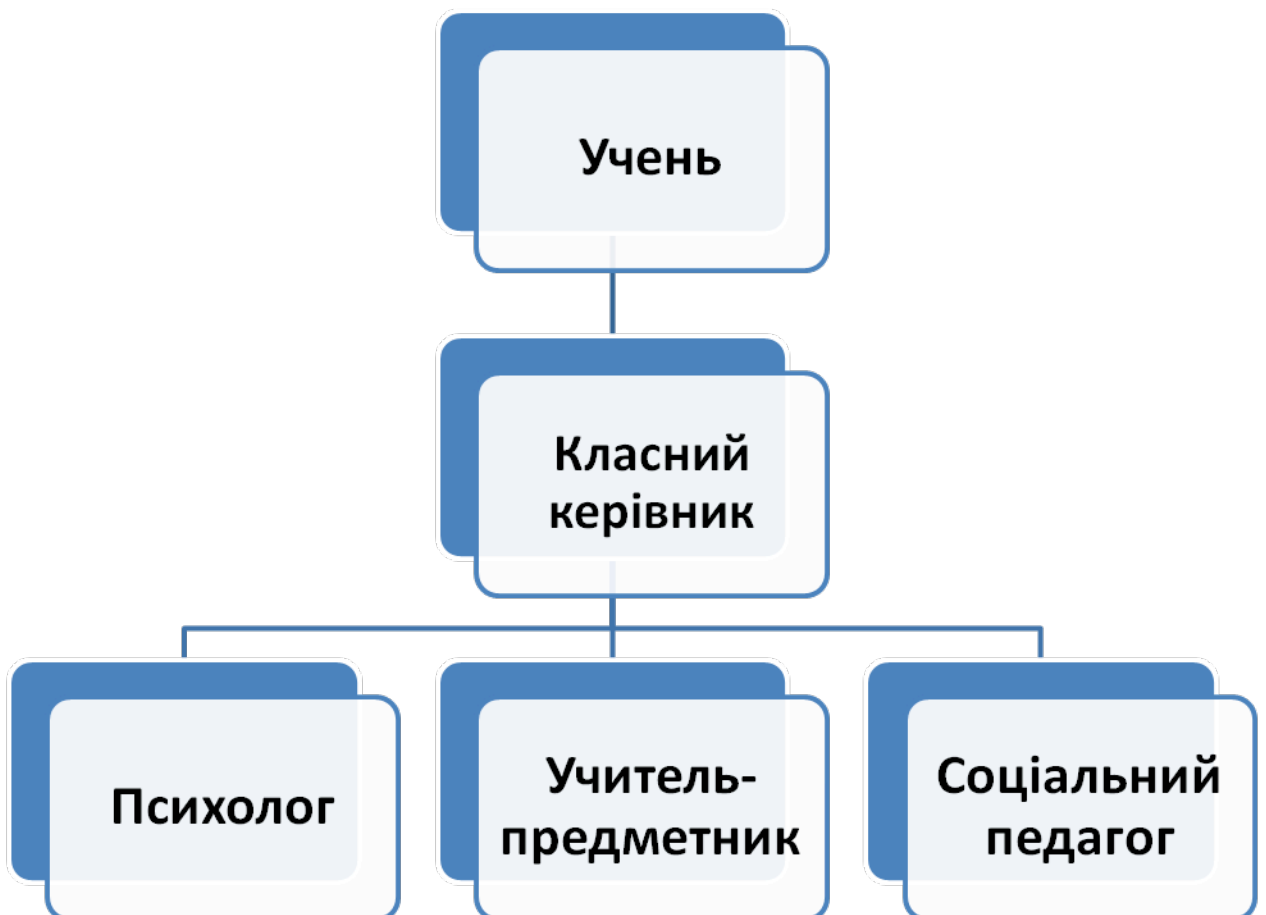 Учень
Класний
керівник
Психолог
Учитель-
предметник
Соціальний
педагог